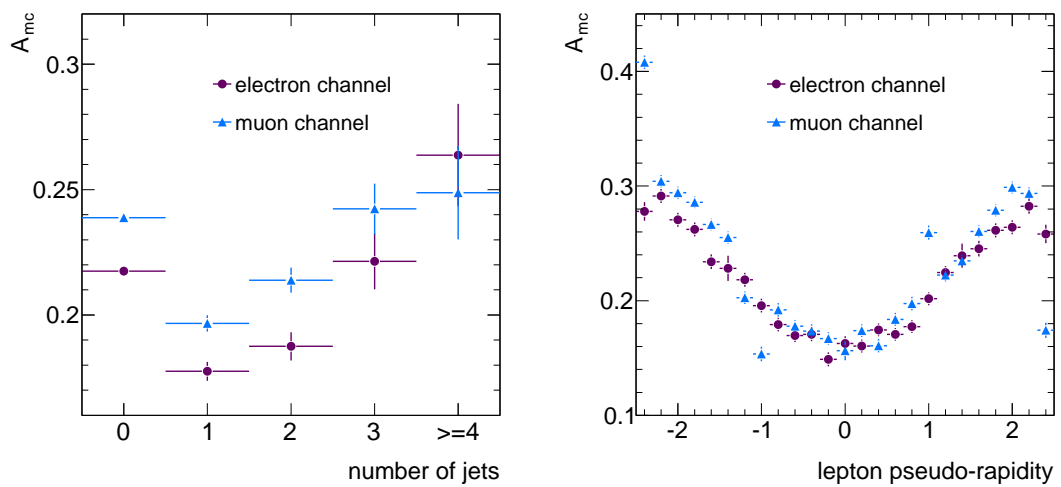 A_mc
0.3
0.25
0.2
electron channel
muon channel
0 1 2 3 >=4
number of jets
A_mc
0.4
0.3
0.2
0.1
electron channel
muon channel
-2 -1 0 1 2
lepton pseudo-rapidity